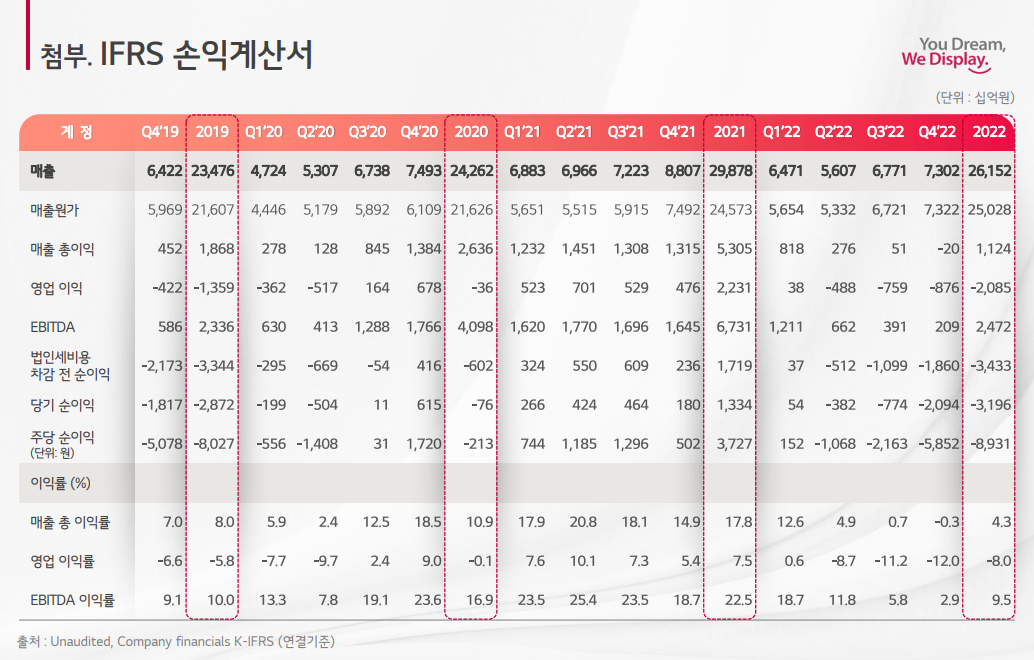 첨부. IFRS 손익계산서
You Dream,
We Display.
(단위 : 십억원)
계 정 Q4'19 2019 Q1'20 Q2'20 Q3'20 Q4'20 2020 Q1'21 Q2'21 Q3'21 Q4'21 2021 Q1'22 Q2'22 Q3'22 Q4'22 2022
매출 6,422 23,476 4,724 5,307 6,738 7,493 24,262 6,883 6,966 7,223 8,807 29,878 6,471 5,607 6,771 7,302 26,152
매출원가 5,969 21,607 4,446 5,179 5,892 6,109 21,626 5,651 5,515 5,915 7,492 24,573 5,654 5,332 6,721 7,322 25,028
매출 총이익 452 1,868 278 128 845 1,384 2,636 1,232 1,451 1,308 1,315 5,305 818 276 51 -20 1,124
영업 이익 -422 -1,359 -362 -517 164 678 -36 523 701 529 476 2,231 38 -488 -759 -876 -2,085
EBITDA 586 2,336 630 413 1,288 1,766 4,098 1,620 1,770 1,696 1,645 6,731 1,211 662 391 209 2,472
법인세비용
차감 전 순이익 -2,173 -3,344 -295 -669 -54 416 -602 324 550 609 236 1,719 37 -512 -1,099 -1,860 -3,433
당기 순이익 -1,817 -2,872 -199 -504 11 615 -76 266 424 464 180 1,334 54 -382 -774 -2,094 -3,196
주당 순이익 -5,078 -8,027 -556 -1,408 31 1,720 -213 744 1,185 1,296 502 3,727 152 -1,068 -2,163 -5,852 -8,931
(단위: 원)
이익률 (%)
매출 총 이익률 7.0 8.0 5.9 2.4 12.5 18.5 10.9 17.9 20.8 18.1 14.9 17.8 12.6 4.9 0.7 -0.3 4.3
영업 이익률 -6.6 -5.8 -7.7 -9.7 2.4 9.0 -0.1 7.6 10.1 7.3 5.4 7.5 0.6 -8.7 -11.2 -12.0 -8.0
EBITDA 이익률 9.1 10.0 13.3 7.8 19.1 23.6 16.9 23.5 25.4 23.5 18.7 22.5 18.7 11.8 5.8 2.9 9.5
출처 : Unaudited, Company financials K-IFRS (연결기준)